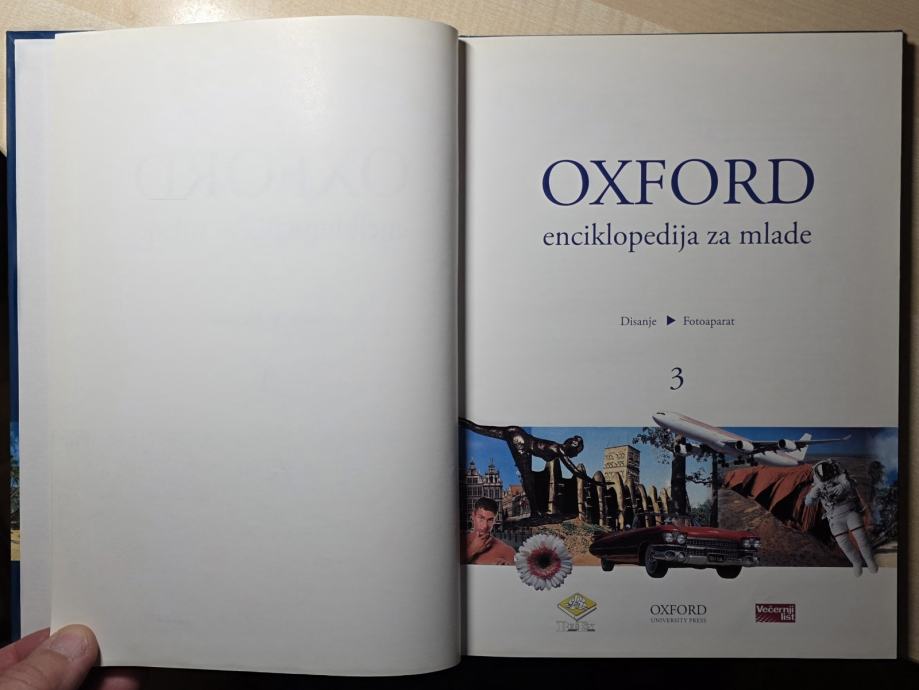 OXFORD
enciklopedija za mlade
Disanje ▶ Fotoaparat
3
OXFORD
UNIVERSITY PRESS
Večernji
list